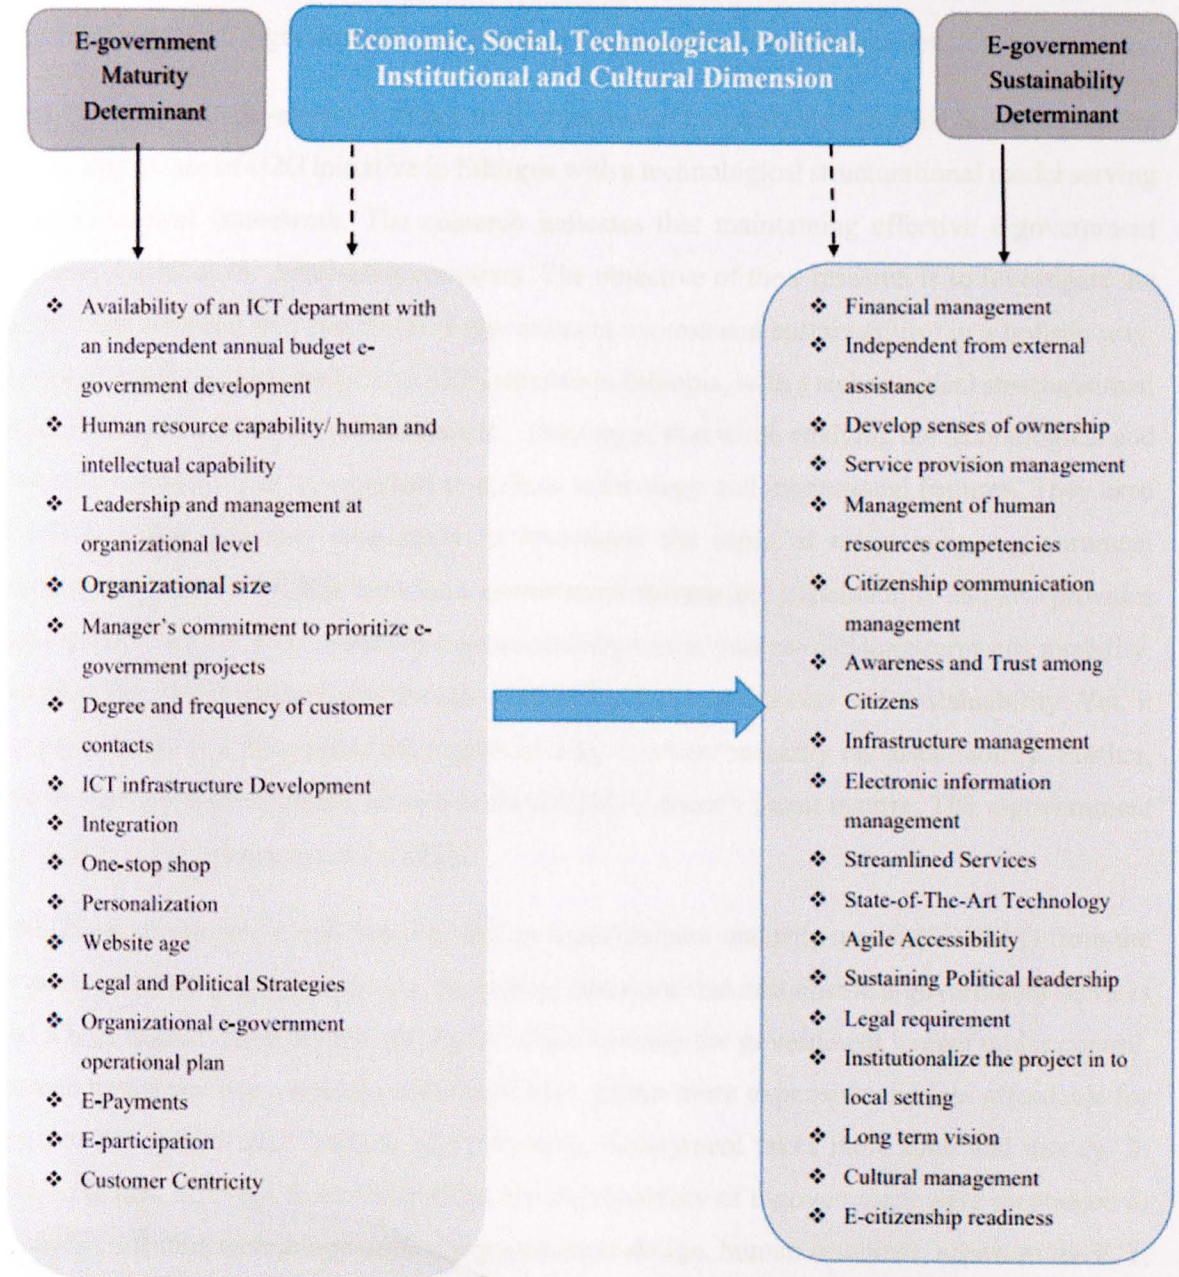 E-government
Maturity
Determinant
Economic, Social, Technological, Political,
Institutional and Cultural Dimension
E-government
Sustainability
Determinant
❖ Availability of an ICT department with
an independent annual budget e-
government development
❖ Human resource capability/ human and
intellectual capability
❖ Leadership and management at
organizational level
❖ Organizational size
❖ Manager's commitment to prioritize e-
government projects
❖ Degree and frequency of customer
contacts
❖ ICT infrastructure Development
❖ Integration
❖ One-stop shop
❖ Personalization
❖ Website age
❖ Legal and Political Strategies
❖ Organizational e-government
operational plan
❖ E-Payments
❖ E-participation
❖ Customer Centricity
❖ Financial management
❖ Independent from external
assistance
❖ Develop senses of ownership
❖ Service provision management
❖ Management of human
resources competencies
❖ Citizenship communication
management
❖ Awareness and Trust among
❖ Citizens
❖ Infrastructure management
❖ Electronic information
management
❖ Streamlined Services
❖ State-of-The-Art Technology
❖ Agile Accessibility
❖ Sustaining Political leadership
❖ Legal requirement
❖ Institutionalize the project in to
local setting
❖ Long term vision
❖ Cultural management
❖ E-citizenship readiness